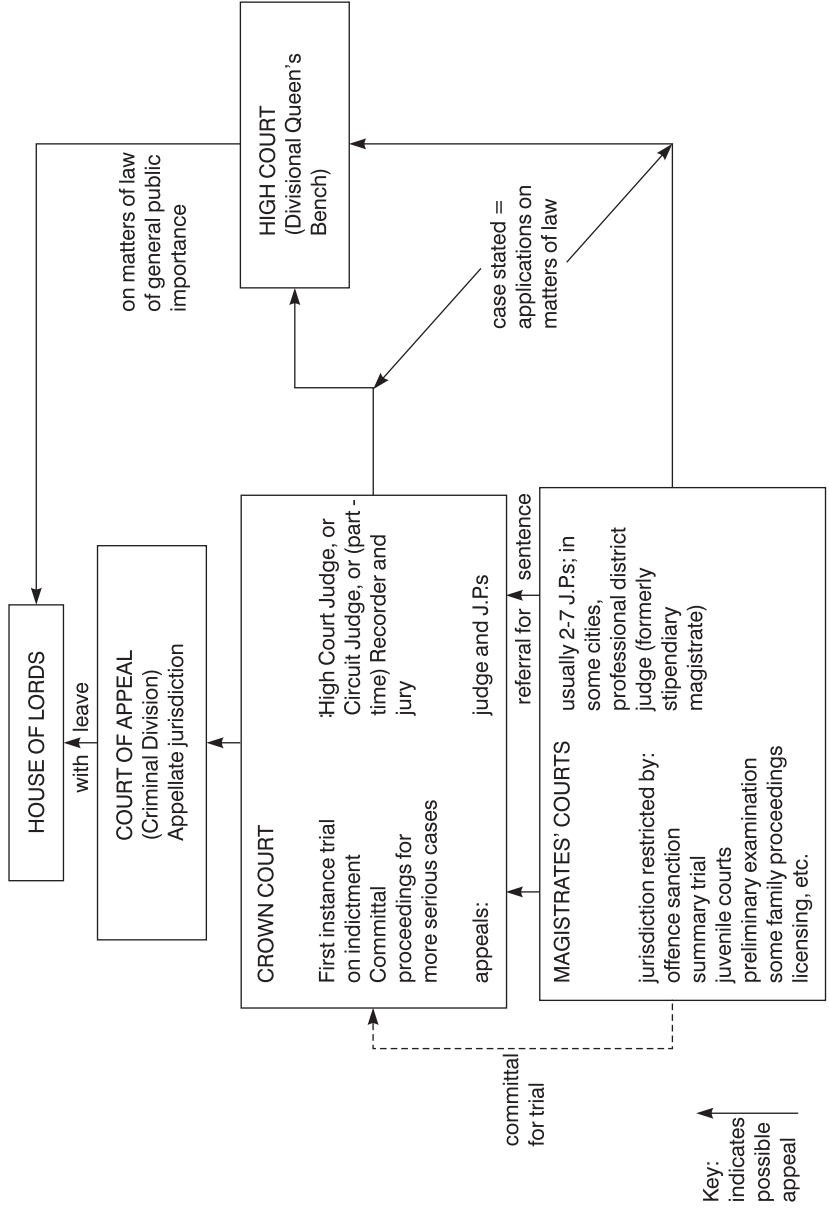 HOUSE OF LORDS
with leave
COURT OF APPEAL
(Criminal Division)
Appellate jurisdiction
on matters of law
of general public
importance
HIGH COURT
(Divisional Queen's
Bench)
CROWN COURT
First instance trial
on indictment
Committal
proceedings for
more serious cases
:High Court Judge, or
Circuit Judge, or (part -
time) Recorder and
jury
appeals:
judge and J.P.s
case stated =
applications on
matters of law
referral for sentence
committal
for trial
MAGISTRATES' COURTS
jurisdiction restricted by:
offence sanction
summary trial
juvenile courts
preliminary examination
some family proceedings
licensing, etc.
usually 2-7 J.P.s; in
some cities,
professional district
judge (formerly
stipendiary
magistrate)
Key:
indicates
possible
appeal